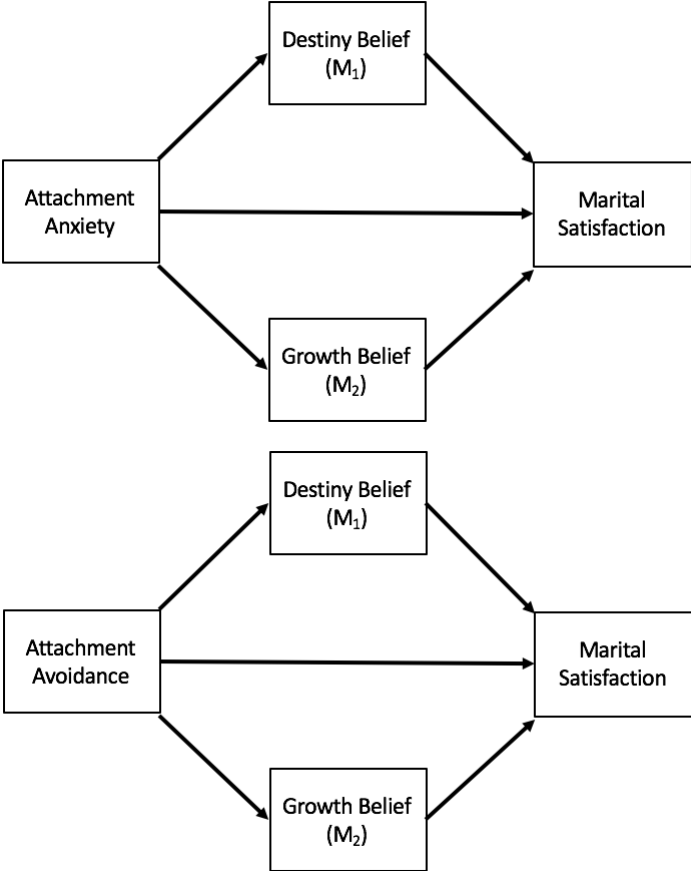 Destiny Belief
(M₁)
Attachment
Anxiety
Marital
Satisfaction
Growth Belief
(M₂)
Destiny Belief
(M₁)
Attachment
Avoidance
Marital
Satisfaction
Growth Belief
(M₂)